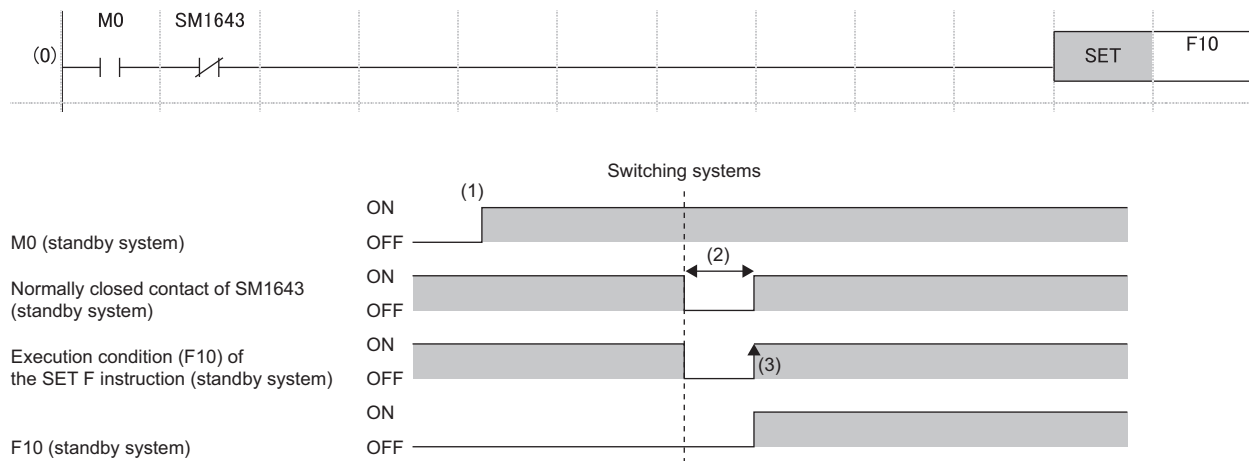 M0 SM1643
(0)
SET F10
Switching systems
(1)
ON
M0 (standby system) OFF
(2)
ON
Normally closed contact of SM1643
(standby system) OFF
ON
Execution condition (F10) of
the SET F instruction (standby system) OFF
(3)
ON
F10 (standby system) OFF